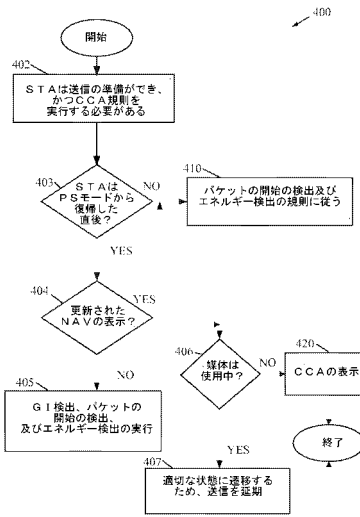 400
開始
402
STAは送信の準備ができ、
かつCCA規則を
実行する必要がある
403
STAは
PSモードから
復帰した
直後?
NO
410
パケットの開始の検出及び
エネルギー検出の規則に従う
YES
404
更新された
NAVの表示?
YES
406
媒体は
使用中?
NO
420
CCAの表示
NO
405
GI検出、パケットの
開始の検出、
及びエネルギー検出の実行
終了
YES
407
適切な状態に遷移する
ため、送信を延期